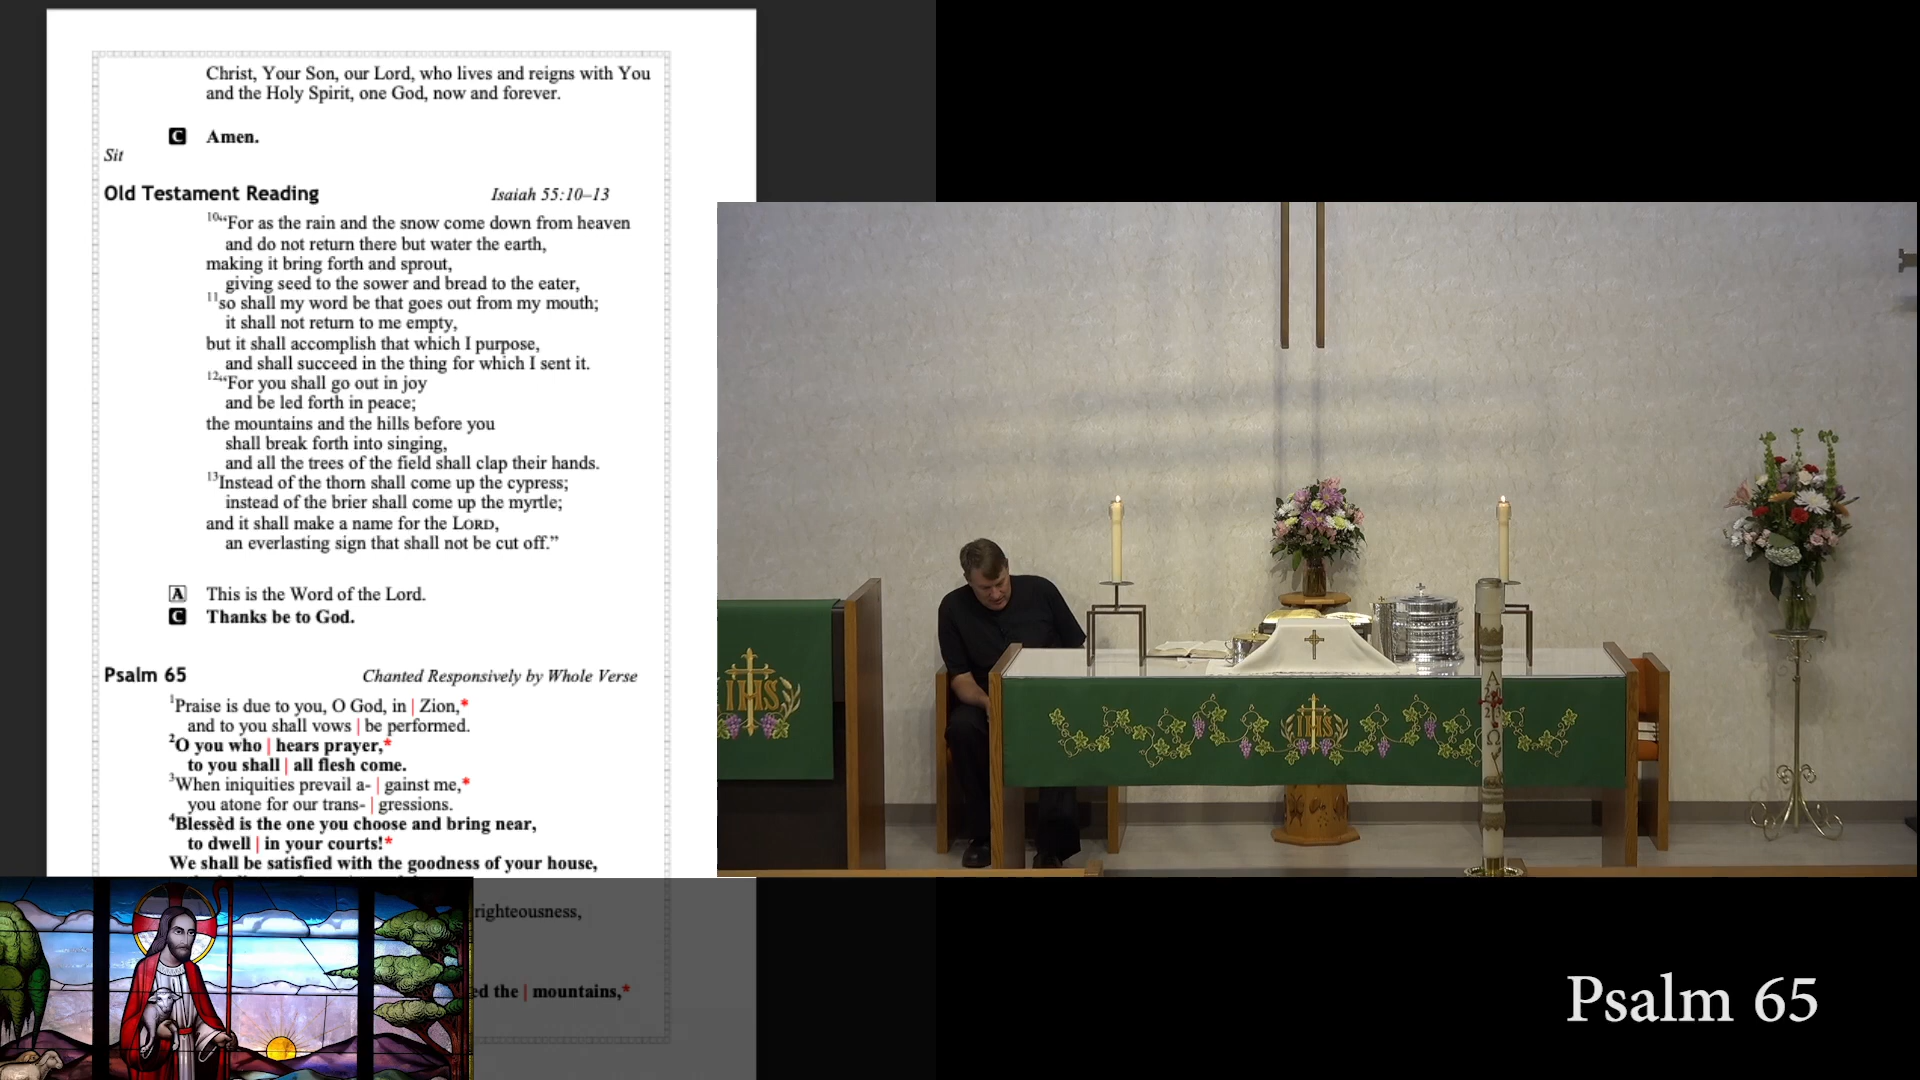 Christ, Your Son, our Lord, who lives and reigns with You
and the Holy Spirit, one God, now and forever.
C Amen.
Sit
Old Testament Reading Isaiah 55:10–13
10“For as the rain and the snow come down from heaven
and do not return there but water the earth,
making it bring forth and sprout,
giving seed to the sower and bread to the eater,
11so shall my word be that goes out from my mouth;
it shall not return to me empty,
but it shall accomplish that which I purpose,
and shall succeed in the thing for which I sent it.
12“For you shall go out in joy
and be led forth in peace;
the mountains and the hills before you
shall break forth into singing,
and all the trees of the field shall clap their hands.
13Instead of the thorn shall come up the cypress;
instead of the brier shall come up the myrtle;
and it shall make a name for the LORD,
an everlasting sign that shall not be cut off.”
A This is the Word of the Lord.
C Thanks be to God.
Psalm 65 Chanted Responsively by Whole Verse
1Praise is due to you, O God, in | Zion,*
and to you shall vows | be performed.
2O you who | hears prayer,*
to you shall | all flesh come.
3When iniquities prevail a- | gainst me,*
you atone for our trans- | gressions.
4Blessèd is the one you choose and bring near,
to dwell | in your courts!*
We shall be satisfied with the goodness of your house,
righteousness,
the | mountains,*
IHS
IHS
Psalm 65